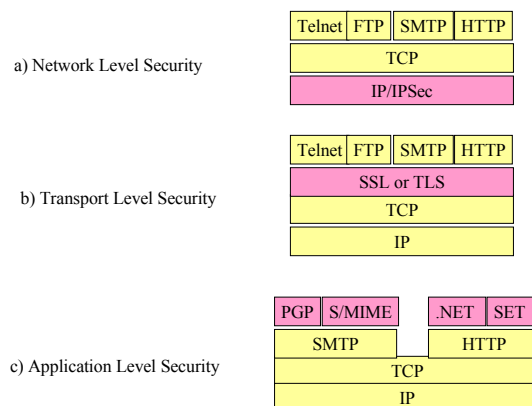 Telnet FTP SMTP HTTP
a) Network Level Security
TCP
IP/IPSec
Telnet FTP SMTP HTTP
b) Transport Level Security
SSL or TLS
TCP
IP
PGP S/MIME .NET SET
SMTP HTTP
c) Application Level Security
TCP
IP